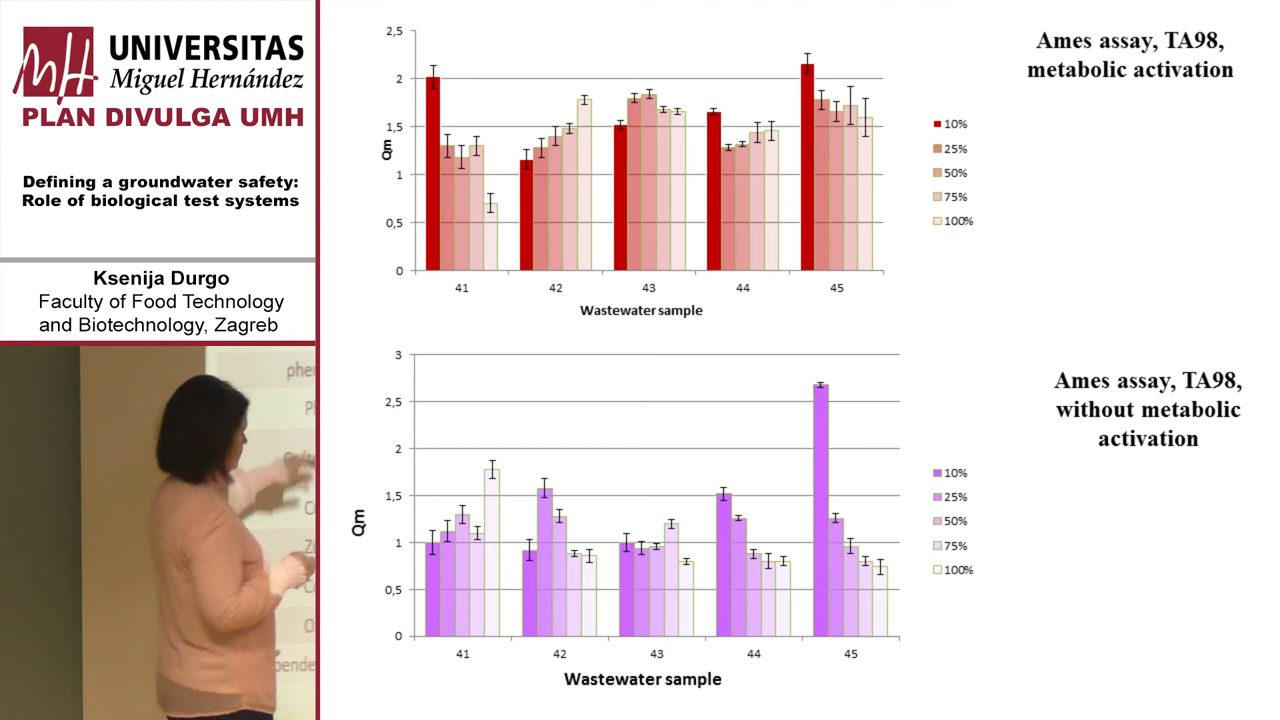 mH
UNIVERSITAS
Miguel Hernández
PLAN DIVULGA UMH
Defining a groundwater safety:
Role of biological test systems
Ksenija Durgo
Faculty of Food Technology
and Biotechnology, Zagreb
phe
Ames assay, TA98,
metabolic activation
2,5
2
1,5
1
0,5
0
Qm
41 42 43 44 45
Wastewater sample
10%
25%
50%
75%
100%
Ames assay, TA98,
without metabolic
activation
3
2,5
2
1,5
1
0,5
0
Qm
41 42 43 44 45
Wastewater sample
10%
25%
50%
75%
100%